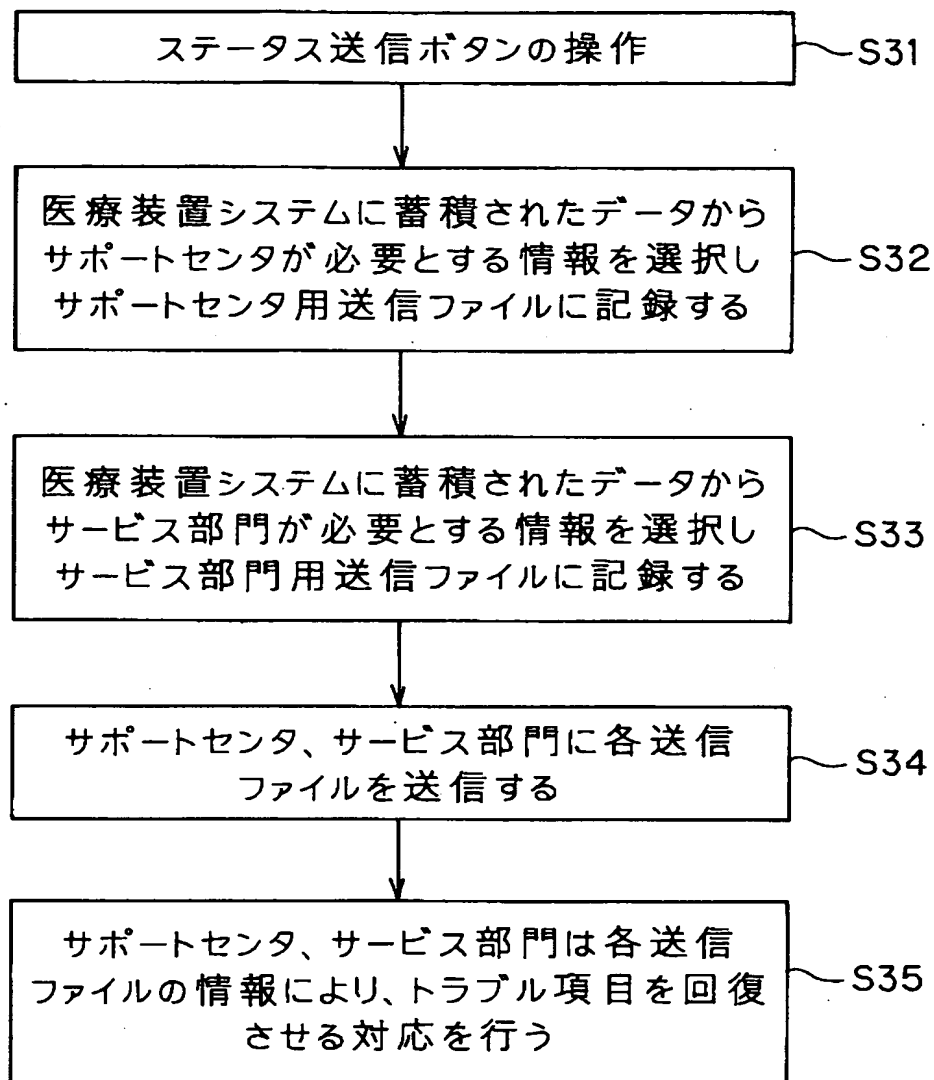 ステータス送信ボタンの操作
S31
医療装置システムに蓄積されたデータから
サポートセンタが必要とする情報を選択し
サポートセンタ用送信ファイルに記録する
S32
医療装置システムに蓄積されたデータから
サービス部門が必要とする情報を選択し
サービス部門用送信ファイルに記録する
S33
サポートセンタ、サービス部門に各送信
ファイルを送信する
S34
サポートセンタ、サービス部門は各送信
ファイルの情報により、トラブル項目を回復
させる対応を行う
S35